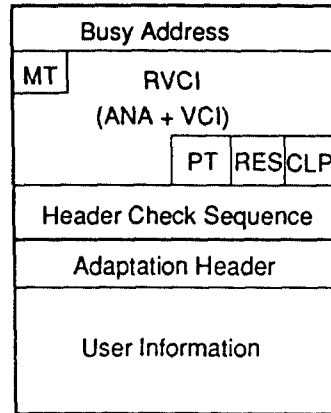 Busy Address
MT
RVCI
(ANA + VCI)
PT RES CLP
Header Check Sequence
Adaptation Header
User Information